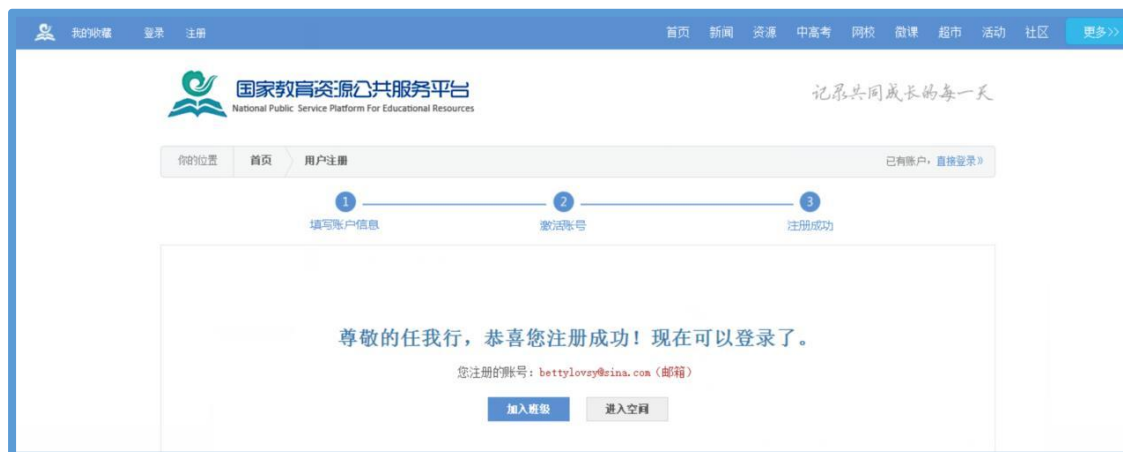 我的收藏 登录 注册 首页 新闻 资源 中高考 网校 微课 超市 活动 社区 更多>>
国家教育资源公共服务平台
National Public Service Platform For Educational Resources
记录共同成长的每一天
你的位置 首页 用户注册 已有账户，直接登录》
1 2 3
填写账户信息 激活账号 注册成功
尊敬的任我行，恭喜您注册成功！现在可以登录了。
您注册的账号：bettylovsy@sina.com（邮箱）
加入班级 进入空间